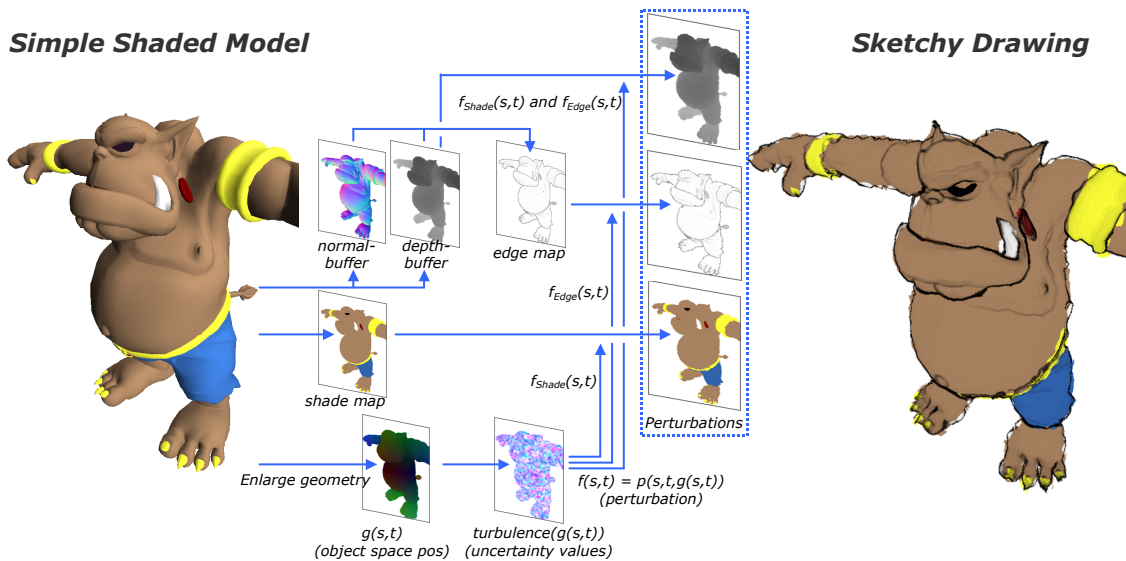 Simple Shaded Model
Sketchy Drawing
f_Shade(s,t) and f_Edge(s,t)
normal-
buffer
depth-
buffer
edge map
f_Edge(s,t)
shade map
f_Shade(s,t)
Perturbations
Enlarge geometry
g(s,t)
(object space pos)
turbulence(g(s,t))
(uncertainty values)
f(s,t) = p(s,t,g(s,t))
(perturbation)